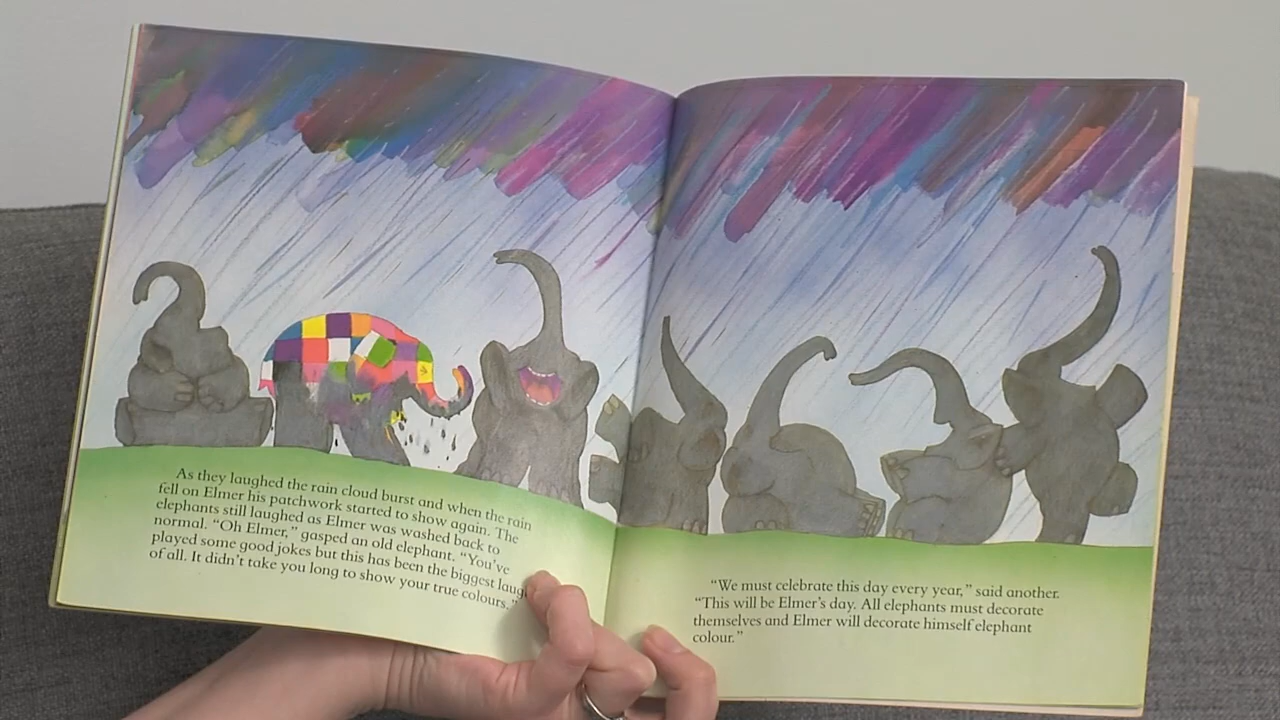 As they laughed the rain cloud burst and when the rain
fell on Elmer his patchwork started to show again. The
elephants still laughed as Elmer was washed back to
normal. “Oh Elmer,” gasped an old elephant. “You’ve
played some good jokes but this has been the biggest laugh
of all. It didn’t take you long to show your true colours.”
“We must celebrate this day every year,” said another.
“This will be Elmer’s day. All elephants must decorate
themselves and Elmer will decorate himself elephant
colour.”